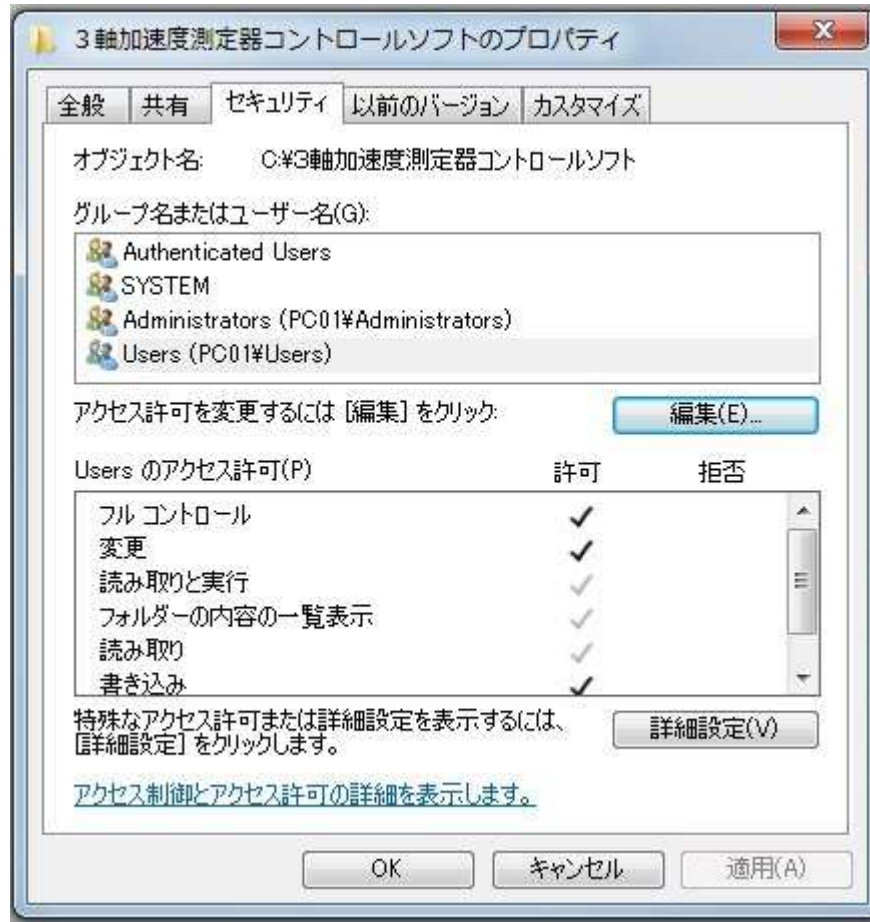 3軸加速度測定器コントロールソフトのプロパティ
全般 共有 セキュリティ 以前のバージョン カスタマイズ
オブジェクト名: C:¥3軸加速度測定器コントロールソフト
グループ名またはユーザー名(G):
Authenticated Users
SYSTEM
Administrators (PC01¥Administrators)
Users (PC01¥Users)
アクセス許可を変更するには [編集] をクリック: 編集(E)...
Users のアクセス許可(P) 許可 拒否
フル コントロール
変更
読み取りと実行
フォルダーの内容の一覧表示
読み取り
書き込み
特殊なアクセス許可または詳細設定を表示するには、 詳細設定(V)
[詳細設定] をクリックします。
アクセス制御とアクセス許可の詳細を表示します。
OK キャンセル 適用(A)